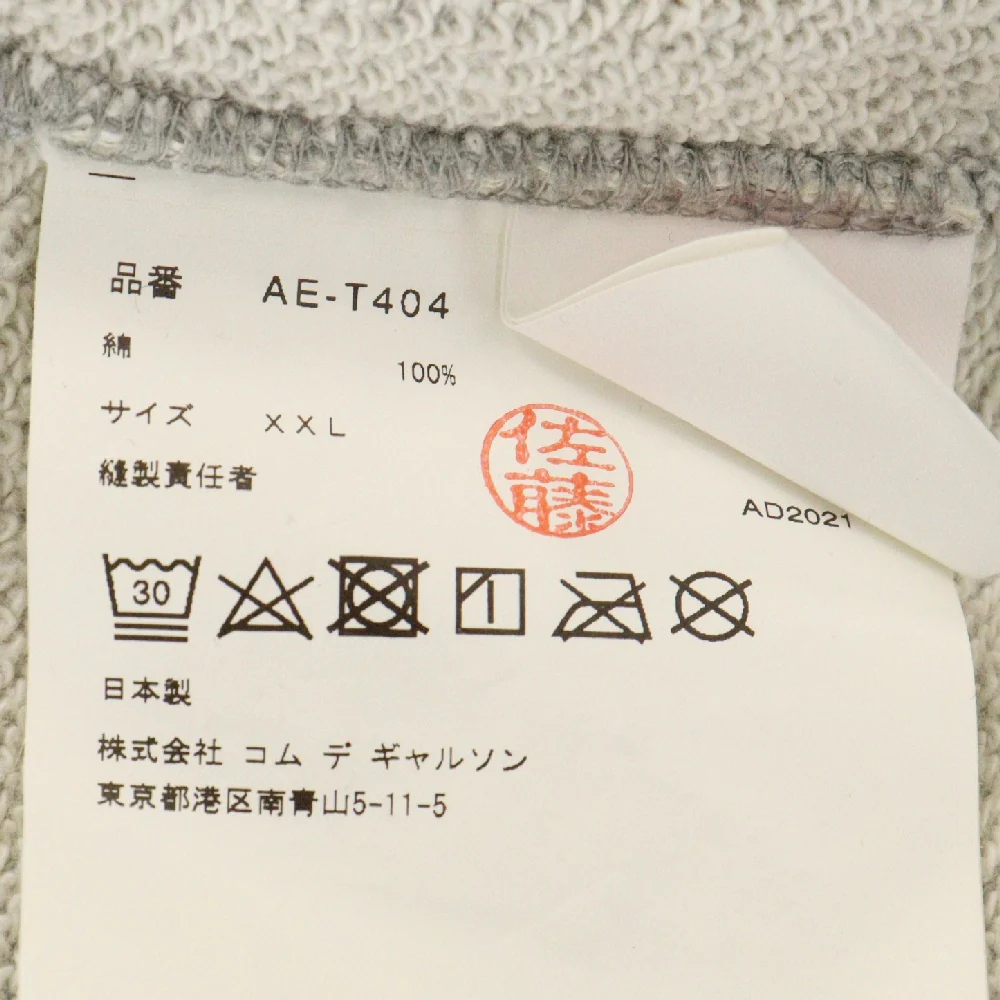 品番 AE-T404
綿 100%
サイズ XXL
縫製責任者 佐藤
AD2021
30
日本製
株式会社 コム デ ギャルソン
東京都港区南青山5-11-5